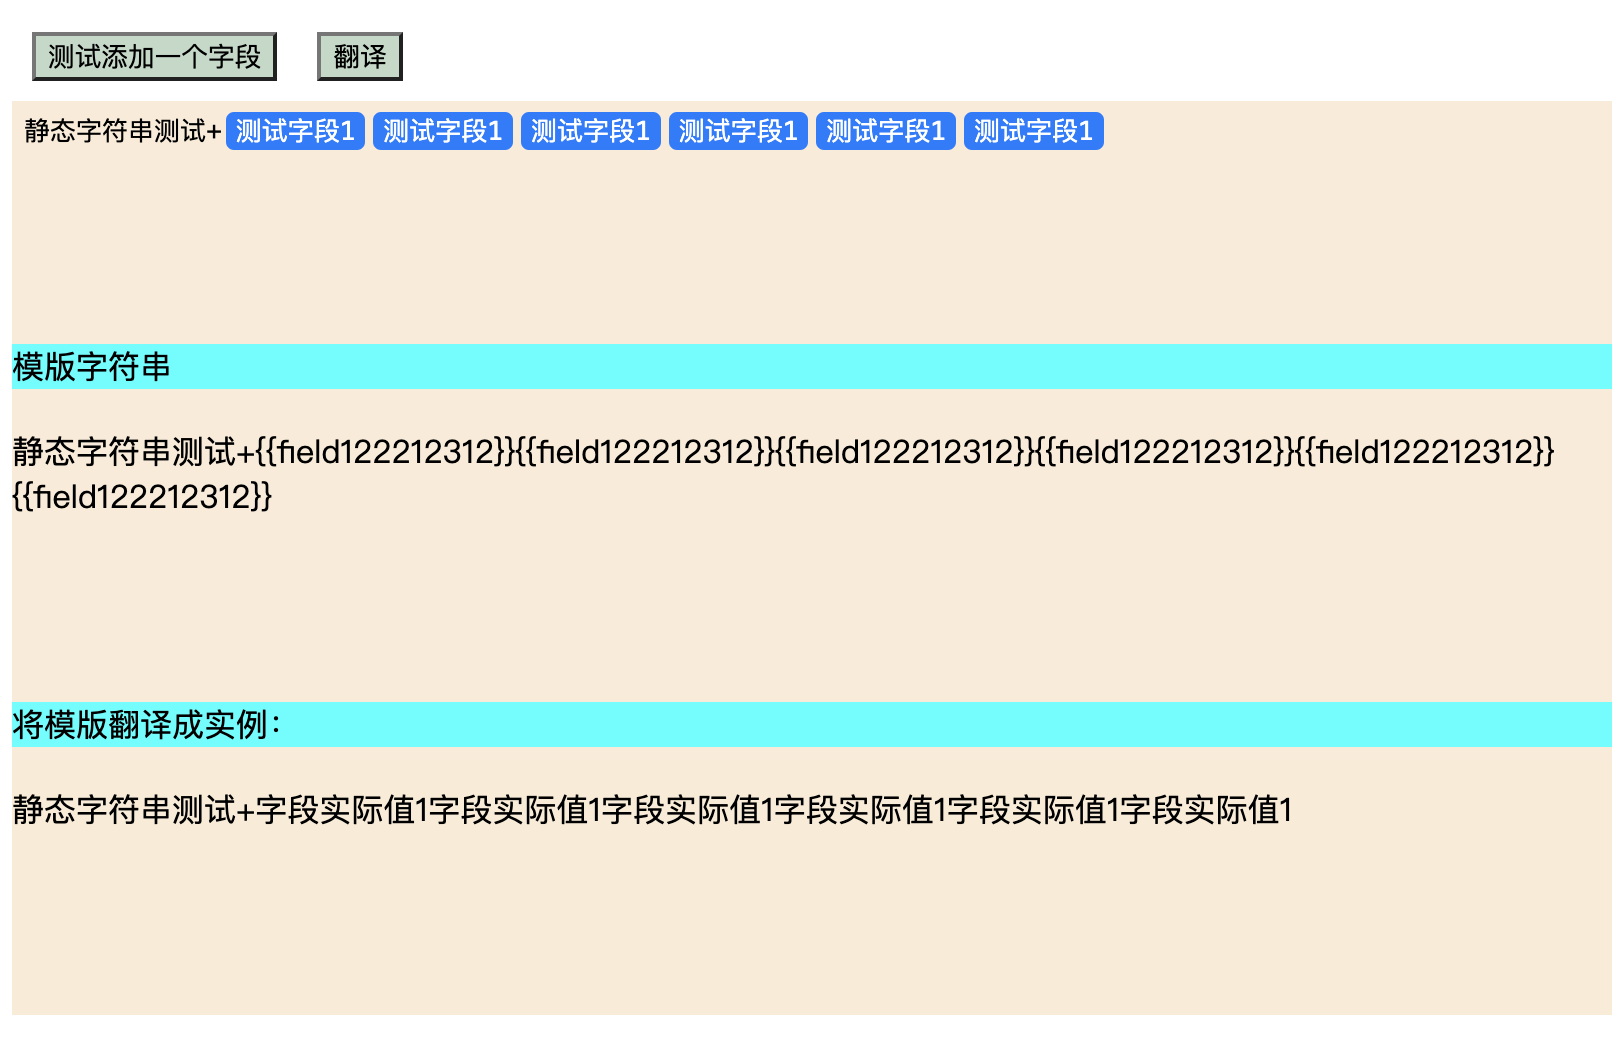 测试添加一个字段 翻译
静态字符串测试+ 测试字段1 测试字段1 测试字段1 测试字段1 测试字段1 测试字段1
模版字符串
静态字符串测试+{{field122212312}}{{field122212312}}{{field122212312}}{{field122212312}}{{field122212312}}
{{field122212312}}
将模版翻译成实例：
静态字符串测试+字段实际值1字段实际值1字段实际值1字段实际值1字段实际值1字段实际值1